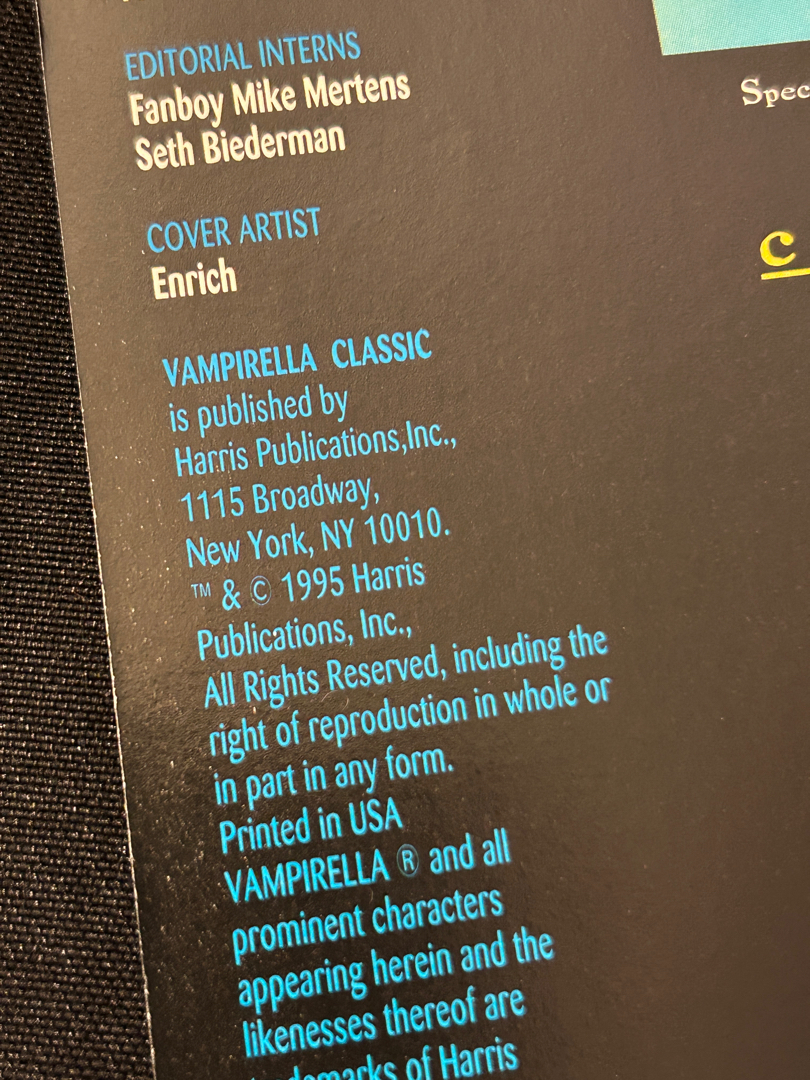 EDITORIAL INTERNS
Fanboy Mike Mertens
Seth Biederman
COVER ARTIST
Enrich
VAMPIRELLA CLASSIC
is published by
Harris Publications,Inc.,
1115 Broadway,
New York, NY 10010.
™ & © 1995 Harris
Publications, Inc.,
All Rights Reserved, including the
right of reproduction in whole or
in part in any form.
Printed in USA
VAMPIRELLA ® and all
prominent characters
appearing herein and the
likenesses thereof are
of Harris
Spec
C